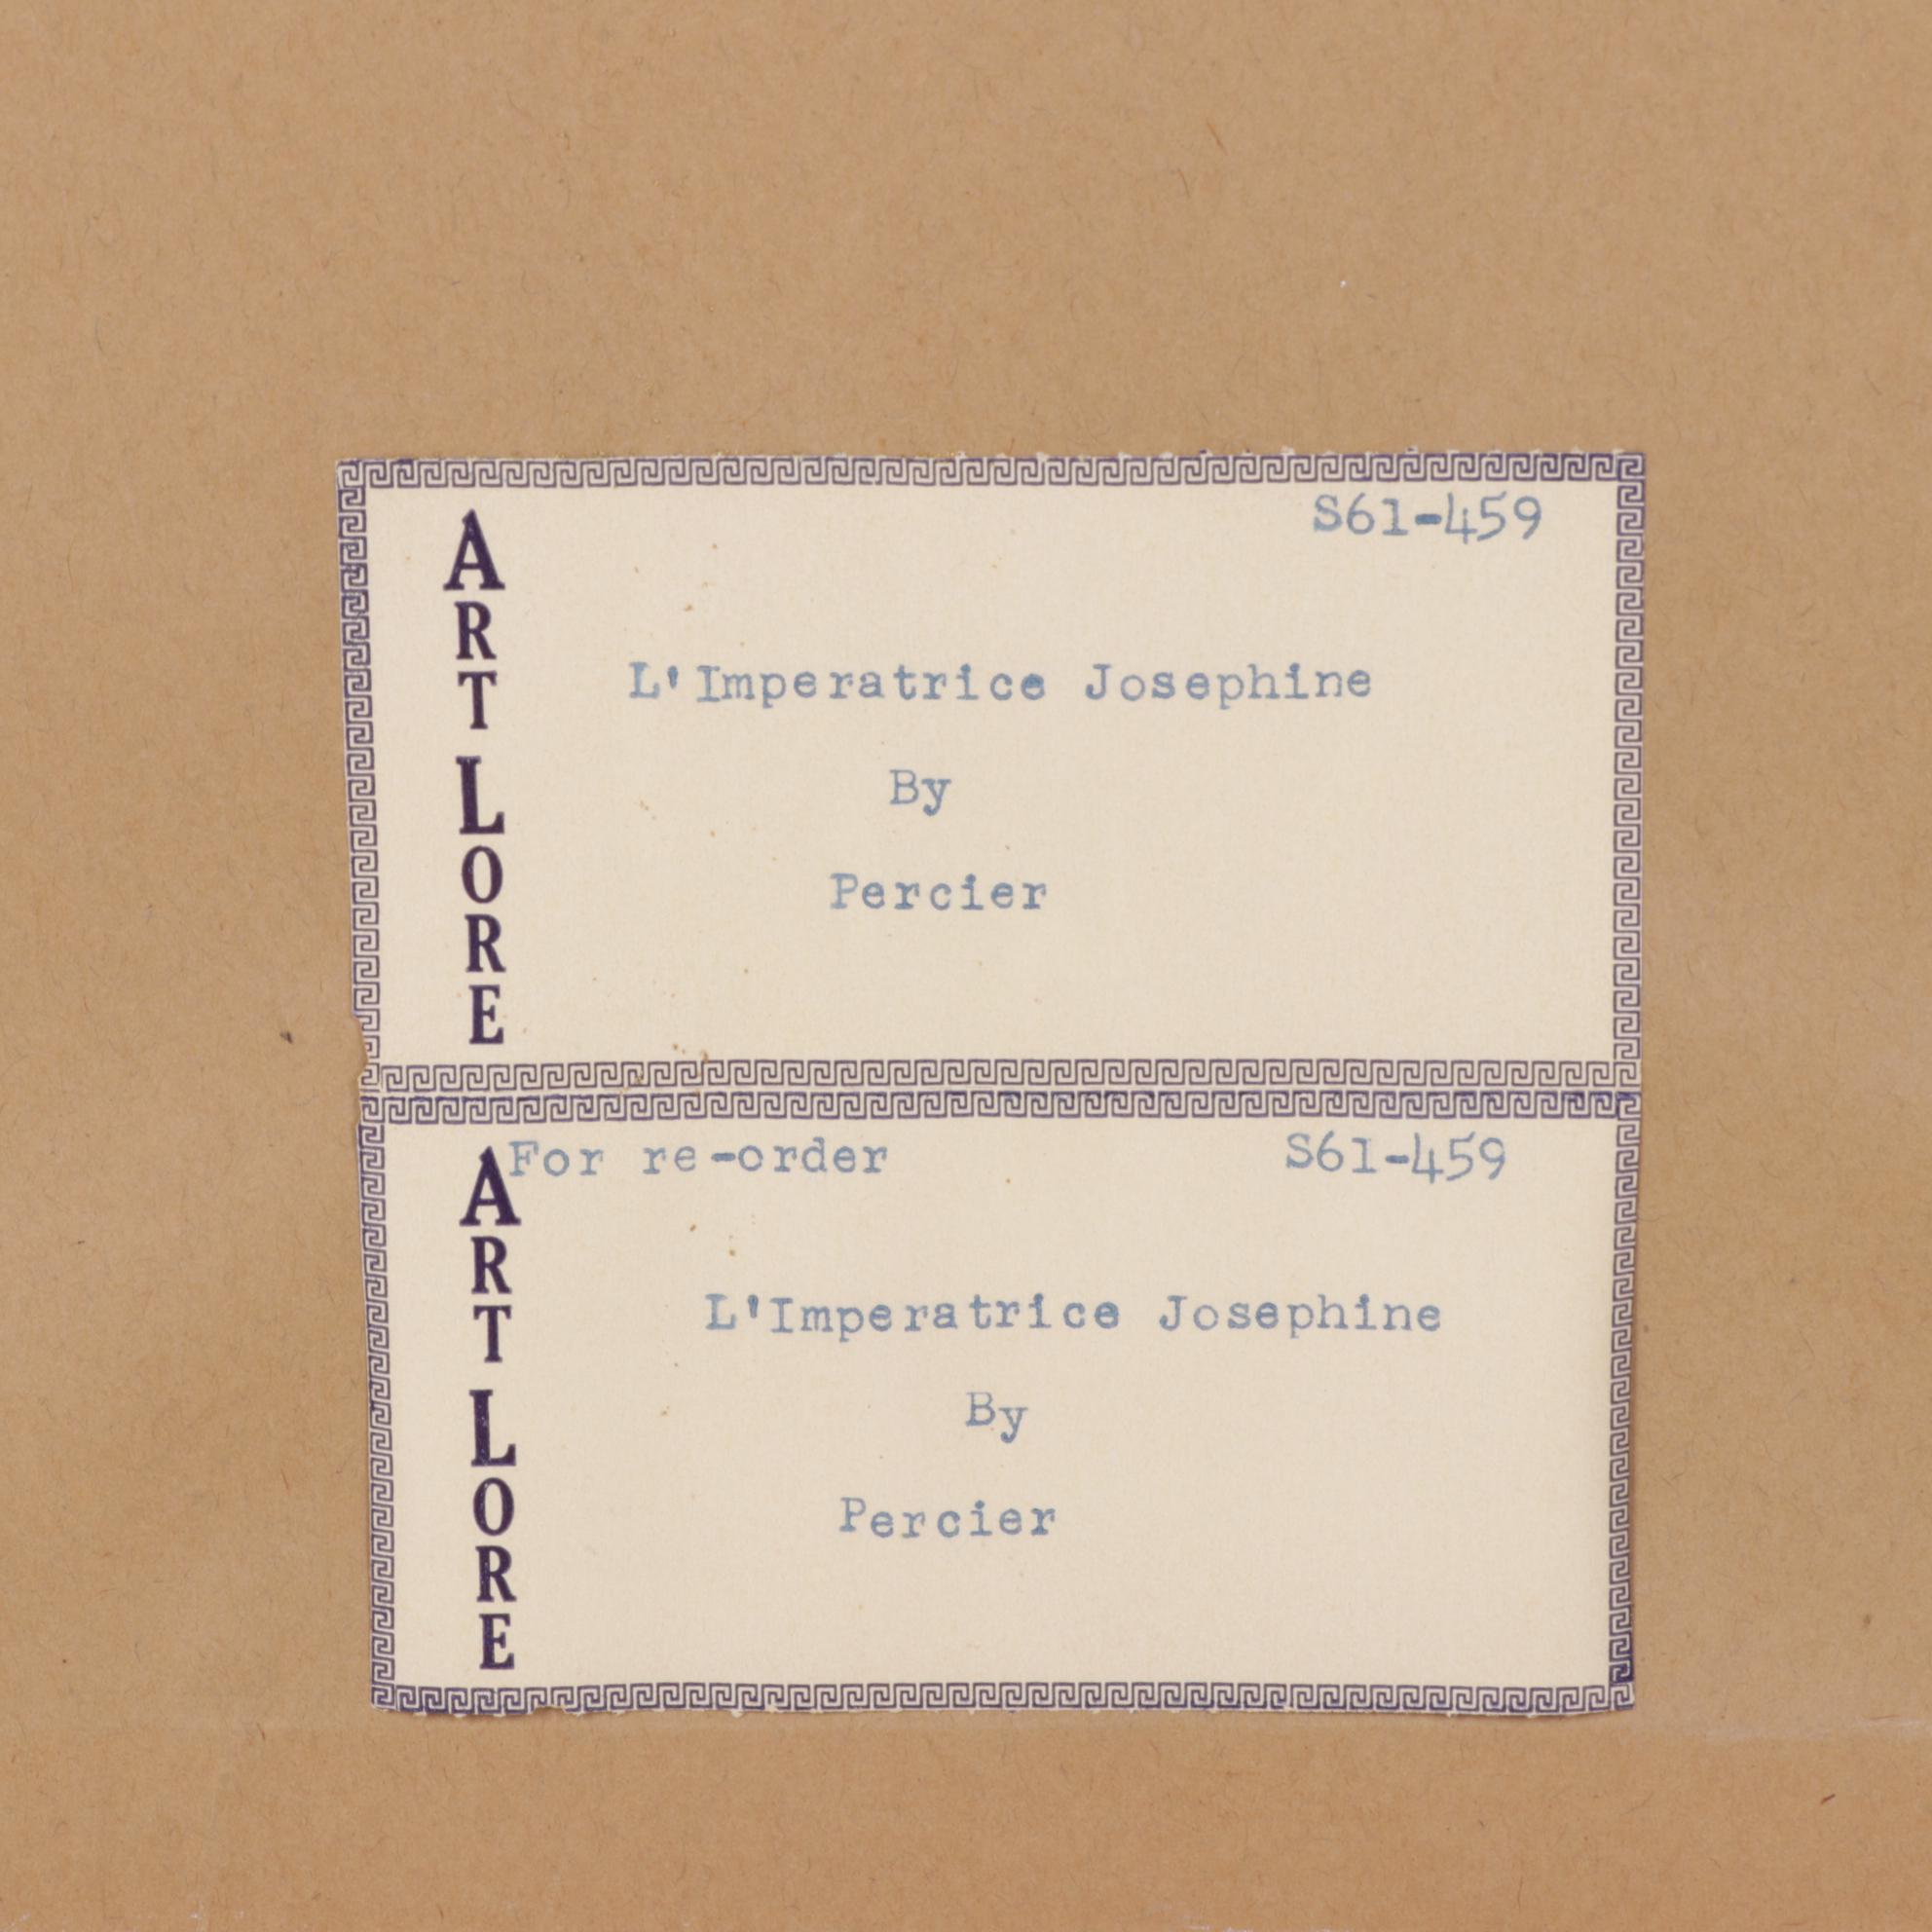 ART LORE
S61-459
L'Imperatrice Josephine
By
Percier
ART LORE
For re-order S61-459
L'Imperatrice Josephine
By
Percier